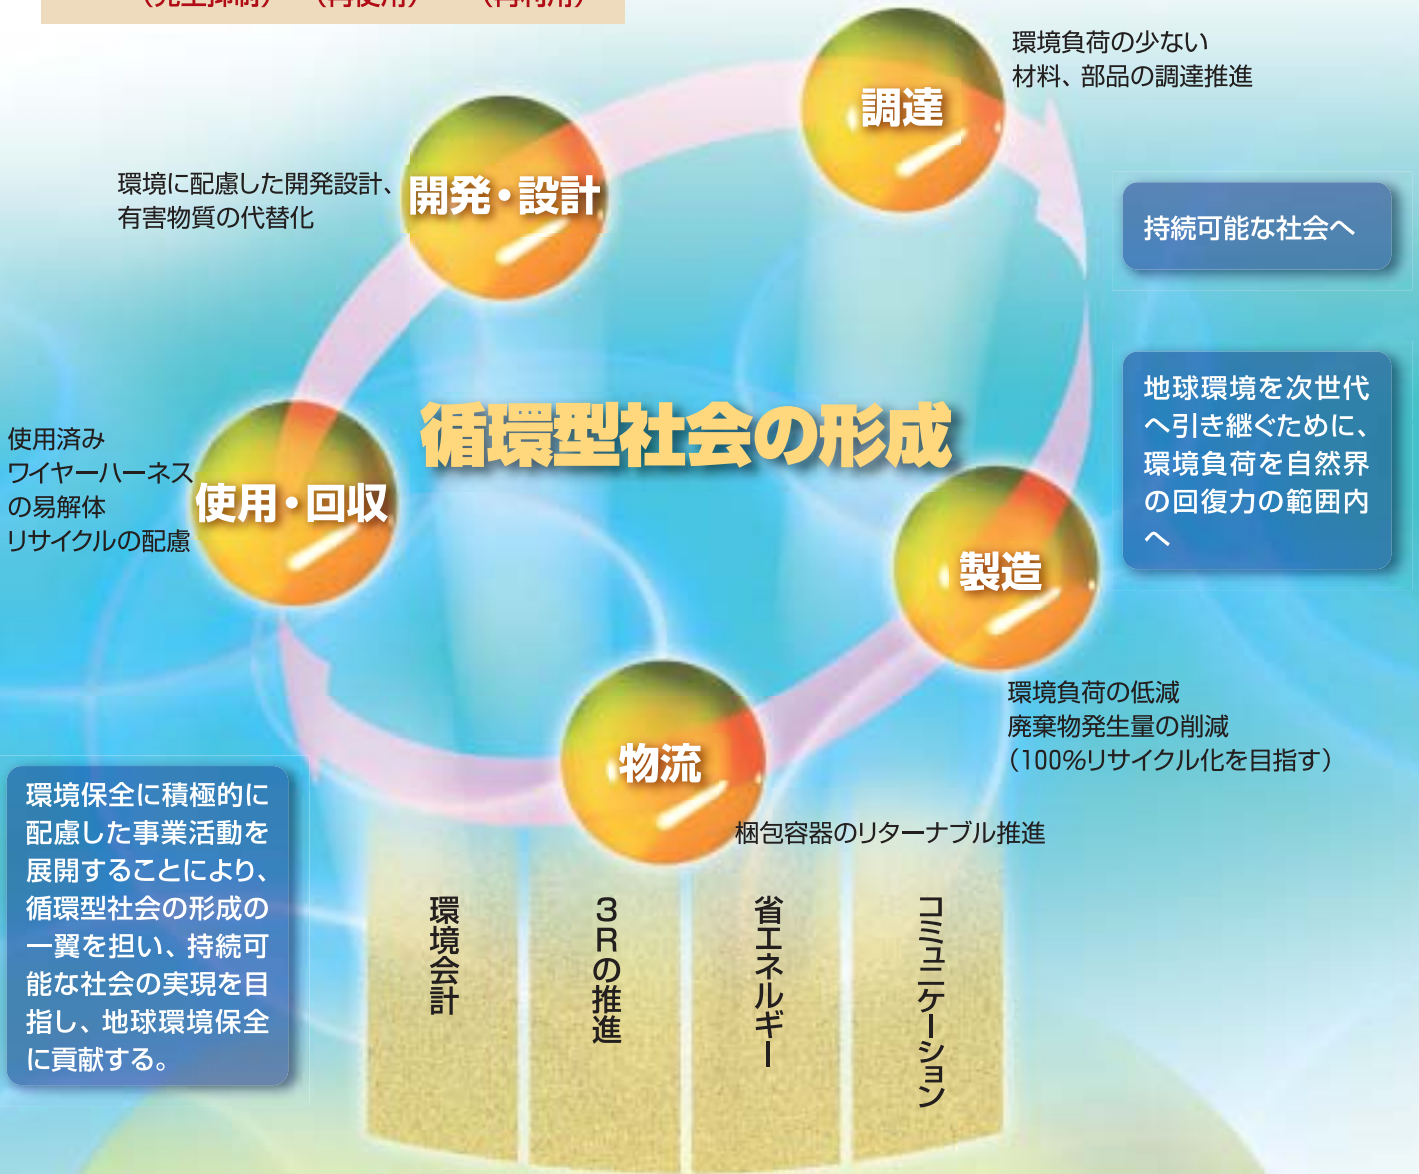 （発生抑制）　（再使用）　（再利用）
環境負荷の少ない
材料、部品の調達推進
調達
開発・設計
環境に配慮した開発設計、
有害物質の代替化
持続可能な社会へ
地球環境を次世代
へ引き継ぐために、
環境負荷を自然界
の回復力の範囲内
へ
循環型社会の形成
使用済み
ワイヤーハーネス
の易解体
リサイクルの配慮
使用・回収
製造
環境負荷の低減
廃棄物発生量の削減
（100%リサイクル化を目指す）
物流
梱包容器のリターナブル推進
環境保全に積極的に
配慮した事業活動を
展開することにより、
循環型社会の形成の
一翼を担い、持続可
能な社会の実現を目
指し、地球環境保全
に貢献する。
環境会計
3Rの推進
省エネルギー
コミュニケーション